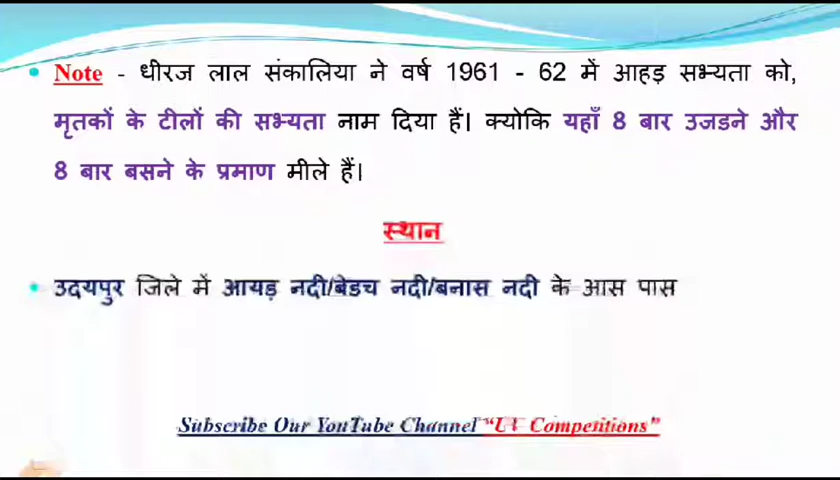 Note - धीरज लाल संकालिया ने वर्ष 1961 - 62 में आहड़ सभ्यता को,
मृतकों के टीलों की सभ्यता नाम दिया हैं। क्योकि यहाँ 8 बार उजडने और
8 बार बसने के प्रमाण मीले हैं।
स्थान
उदयपुर जिले में आयड़ नदी/बेडच नदी/बनास नदी के आस पास
Subscribe Our YouTube Channel “ Competitions”